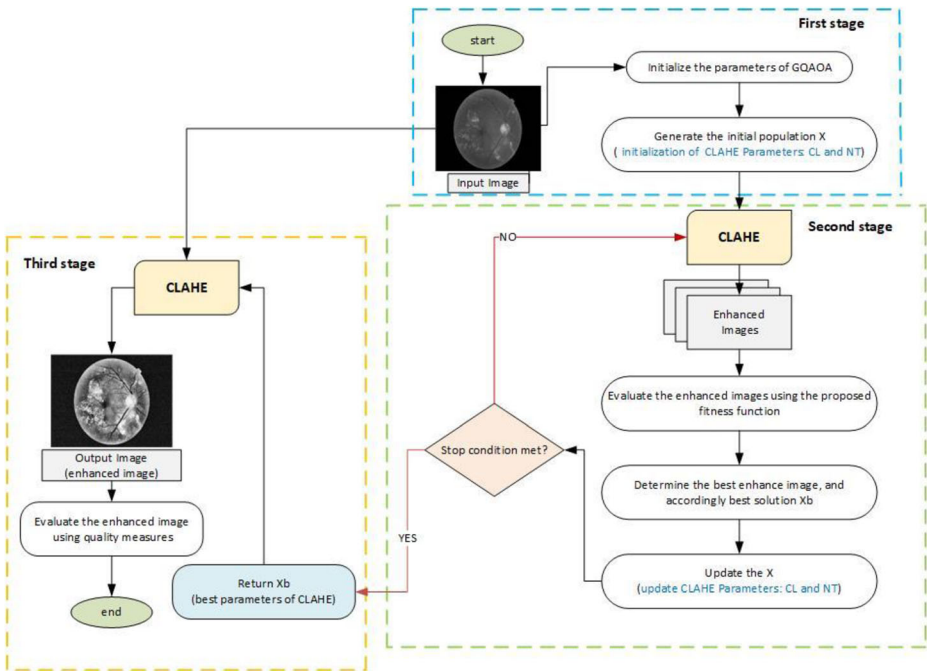 First stage
start
Initialize the parameters of GQAOA
Generate the initial population X
( initialization of CLAHE Parameters: CL and NT)
Input Image
Second stage
NO
CLAHE
Third stage
CLAHE
Enhanced
Images
Evaluate the enhanced images using the proposed
fitness function
Stop condition met?
Output Image
(enhanced image)
Determine the best enhance image, and
accordingly best solution Xb
Evaluate the enhanced image
using quality measures
YES
Update the X
(update CLAHE Parameters: CL and NT)
Return Xb
(best parameters of CLAHE)
end